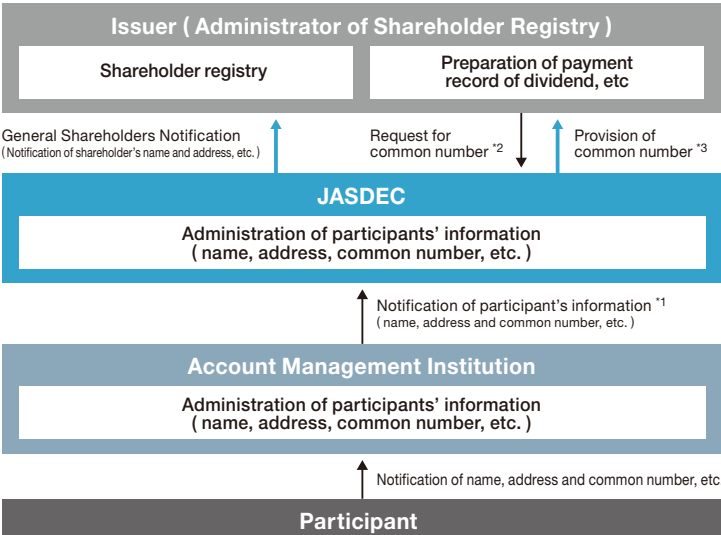 Issuer ( Administrator of Shareholder Registry )
Shareholder registry
Preparation of payment
record of dividend, etc
General Shareholders Notification
( Notification of shareholder's name and address, etc. )
Request for
common number *2
Provision of
common number *3
JASDEC
Administration of participants' information
( name, address, common number, etc. )
Notification of participant's information *1
( name, address and common number, etc. )
Account Management Institution
Administration of participants' information
( name, address, common number, etc. )
Notification of name, address and common number, etc
Participant